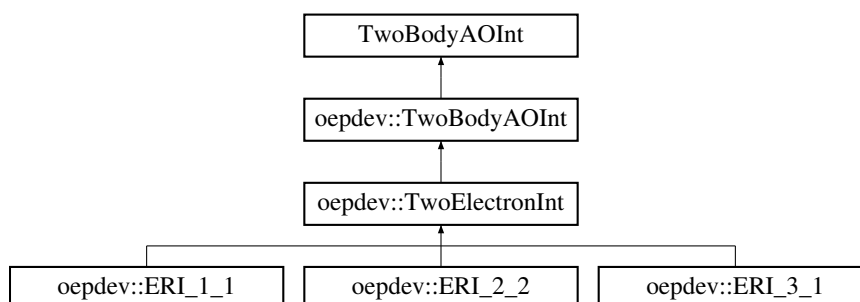 TwoBodyAOInt
oepdev::TwoBodyAOInt
oepdev::TwoElectronInt
oepdev::ERI_1_1
oepdev::ERI_2_2
oepdev::ERI_3_1